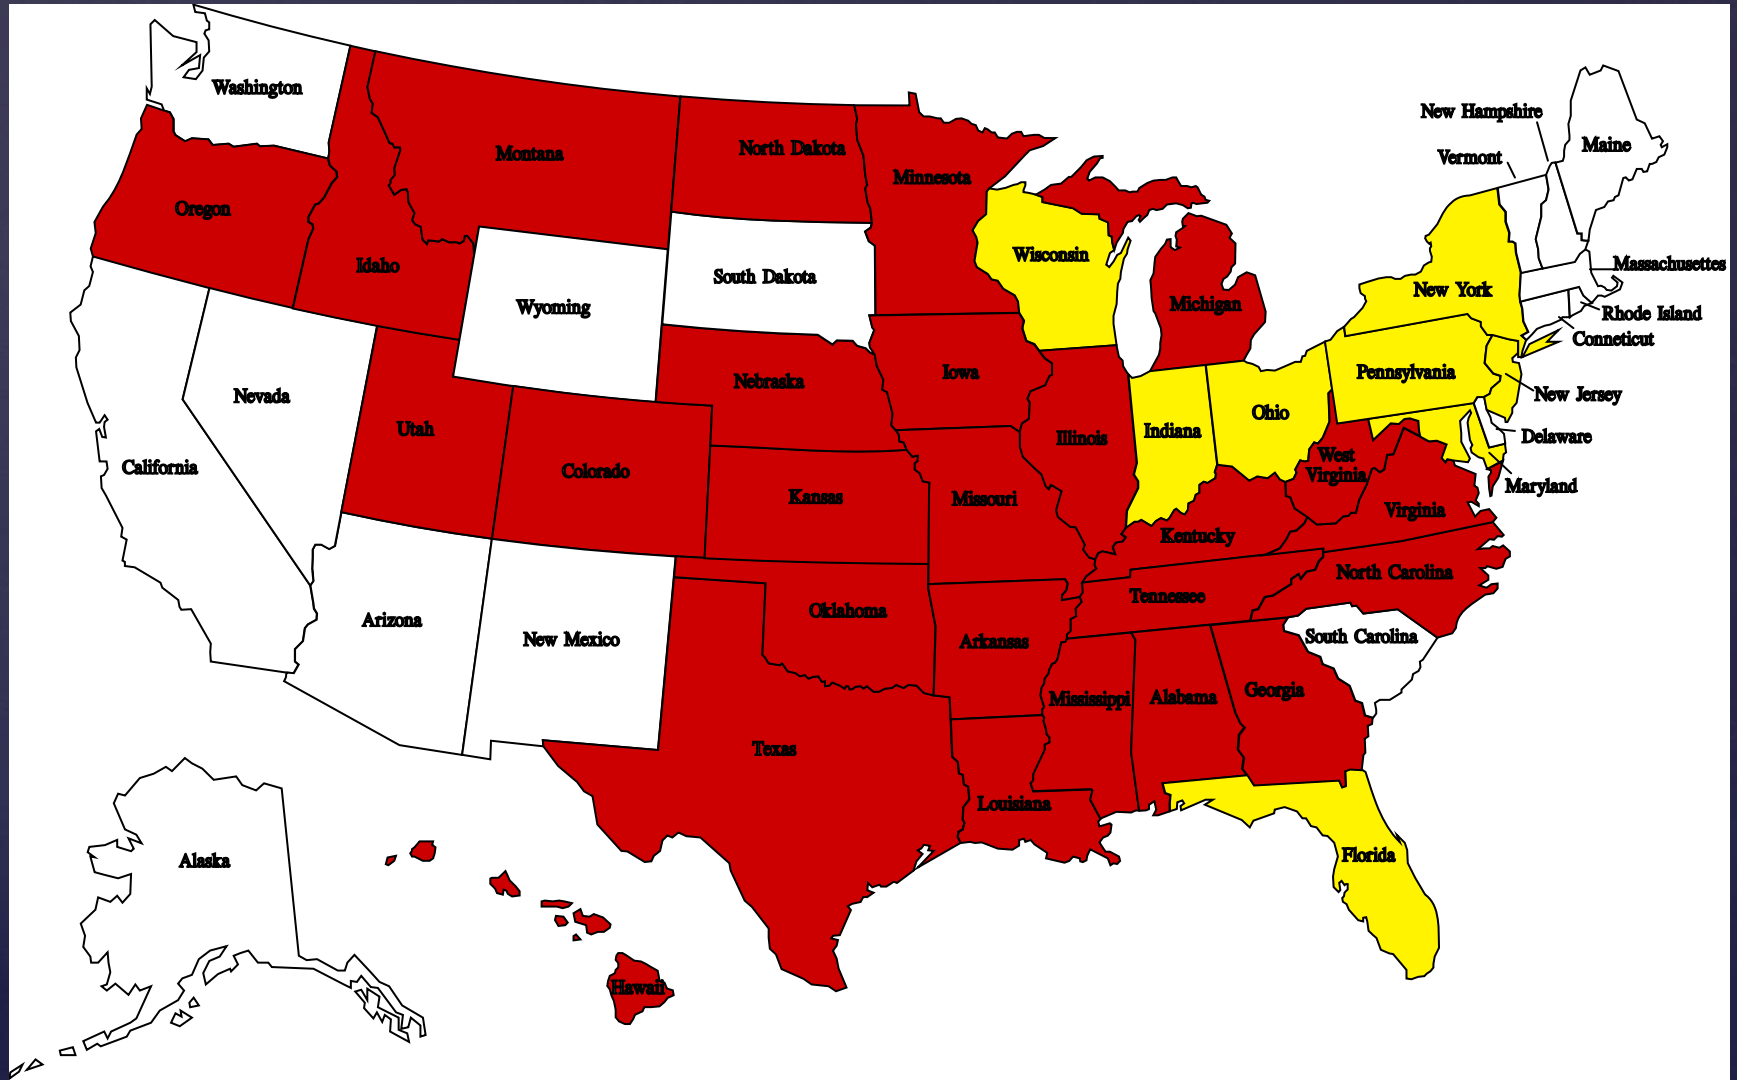 Washington
Montana
North Dakota
Minnesota
New Hampshire
Vermont
Maine
Oregon
Idaho
Wyoming
South Dakota
Wisconsin
Michigan
New York
Massachusettes
Rhode Island
Conneticut
Nevada
Utah
Colorado
Nebraska
Iowa
Illinois
Indiana
Ohio
Pennsylvania
New Jersey
Delaware
Maryland
California
Kansas
Missouri
Kentucky
West
Virginia
Virginia
Arizona
New Mexico
Oklahoma
Arkansas
Tennessee
North Carolina
South Carolina
Texas
Louisiana
Mississippi
Alabama
Georgia
Florida
Alaska
Hawaii